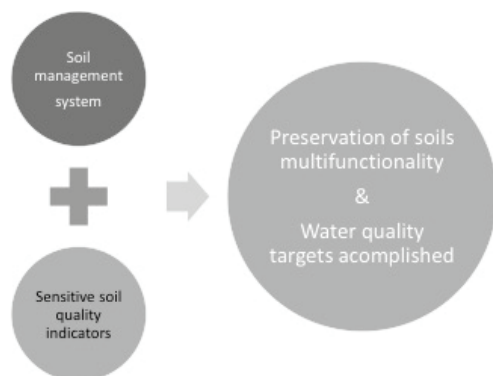 Soil
management
system
Sensitive soil
quality
indicators
Preservation of soils
multifunctionality
&
Water quality
targets acomplished